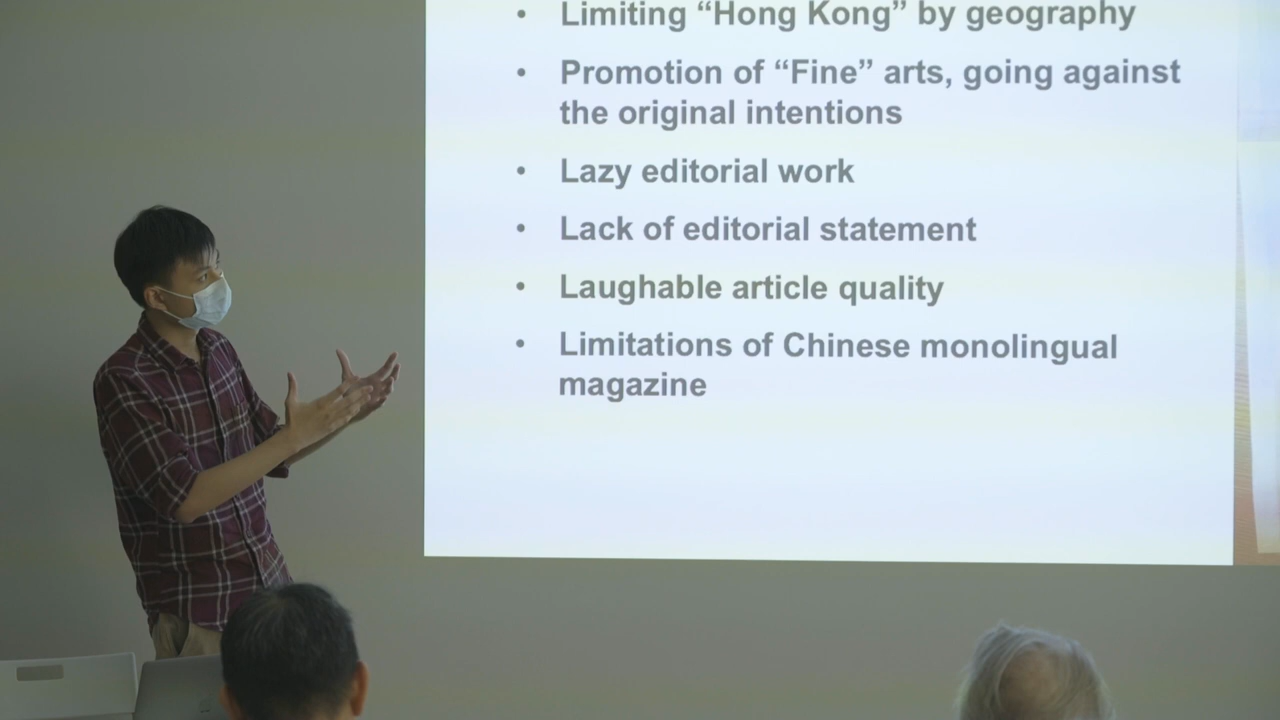 • Limiting “Hong Kong” by geography
• Promotion of “Fine” arts, going against
the original intentions
• Lazy editorial work
• Lack of editorial statement
• Laughable article quality
• Limitations of Chinese monolingual
magazine